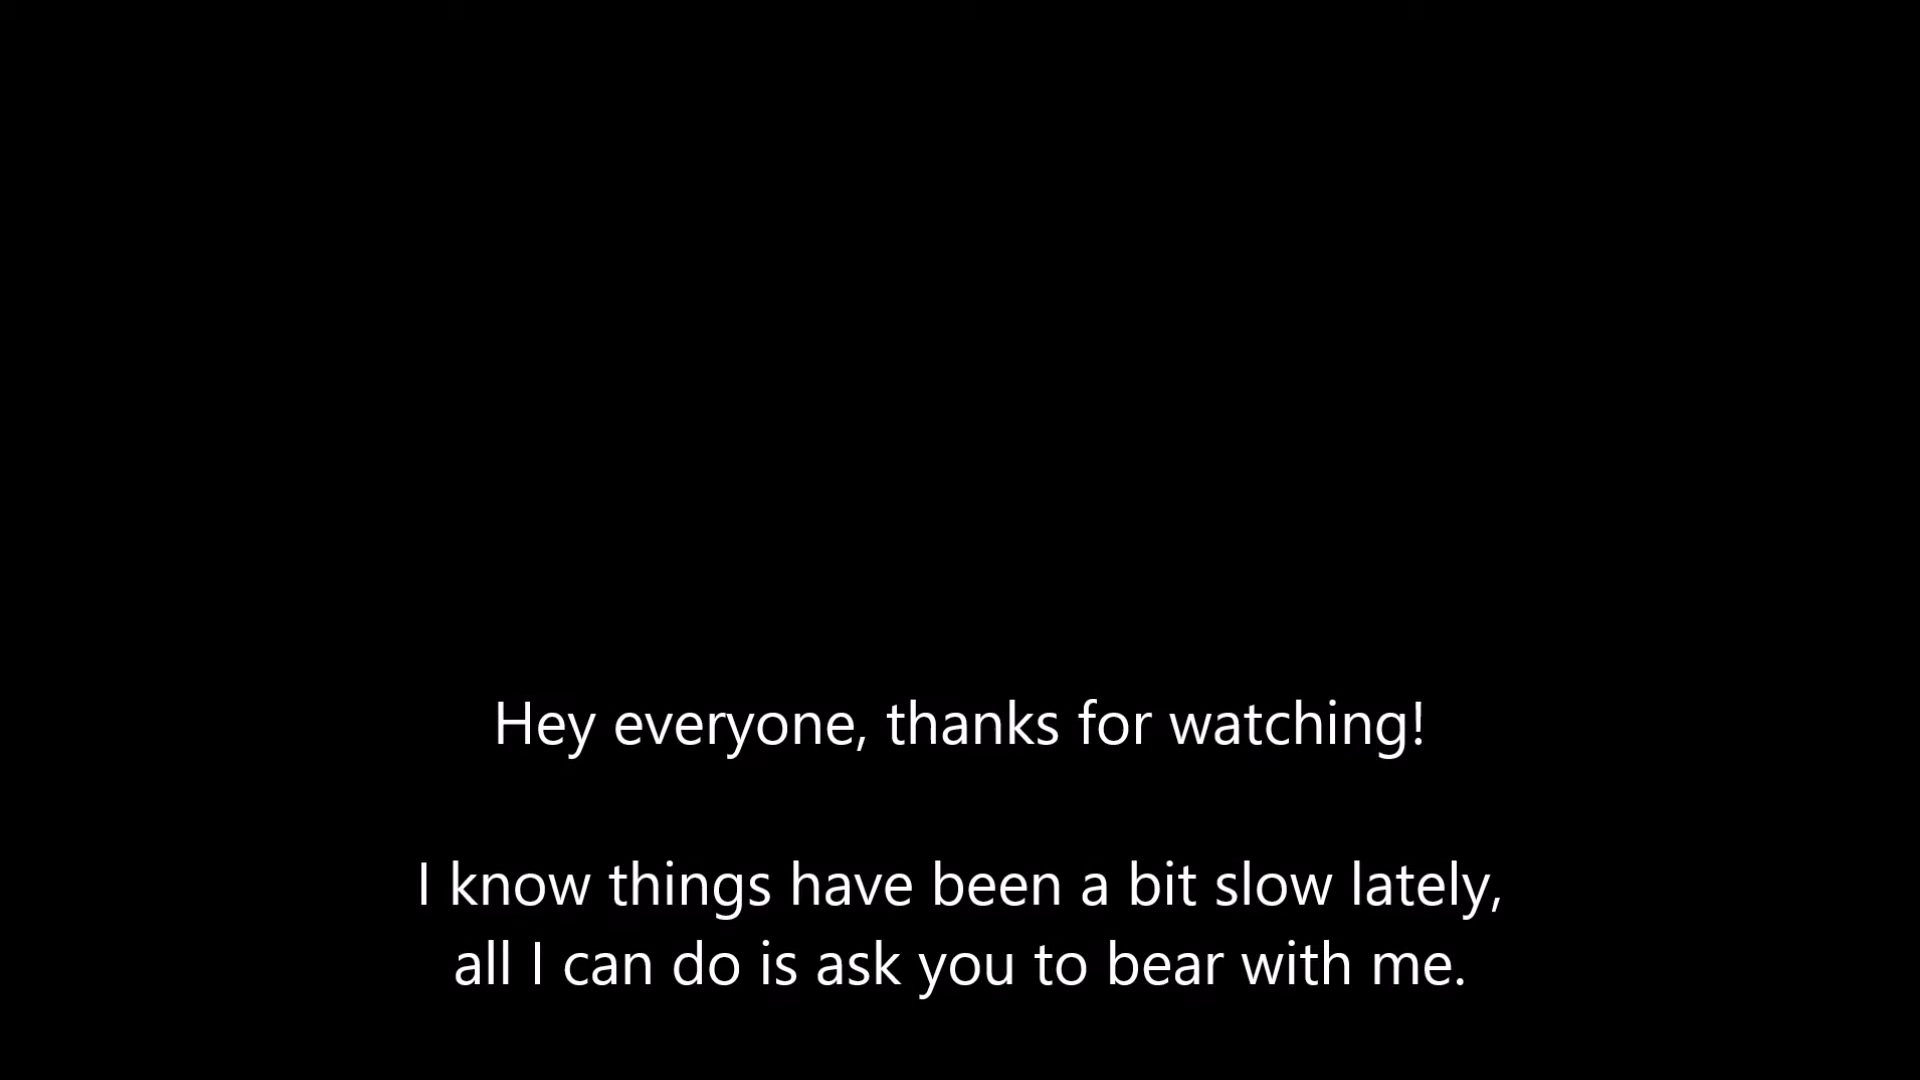 Hey everyone, thanks for watching!
I know things have been a bit slow lately,
all I can do is ask you to bear with me.